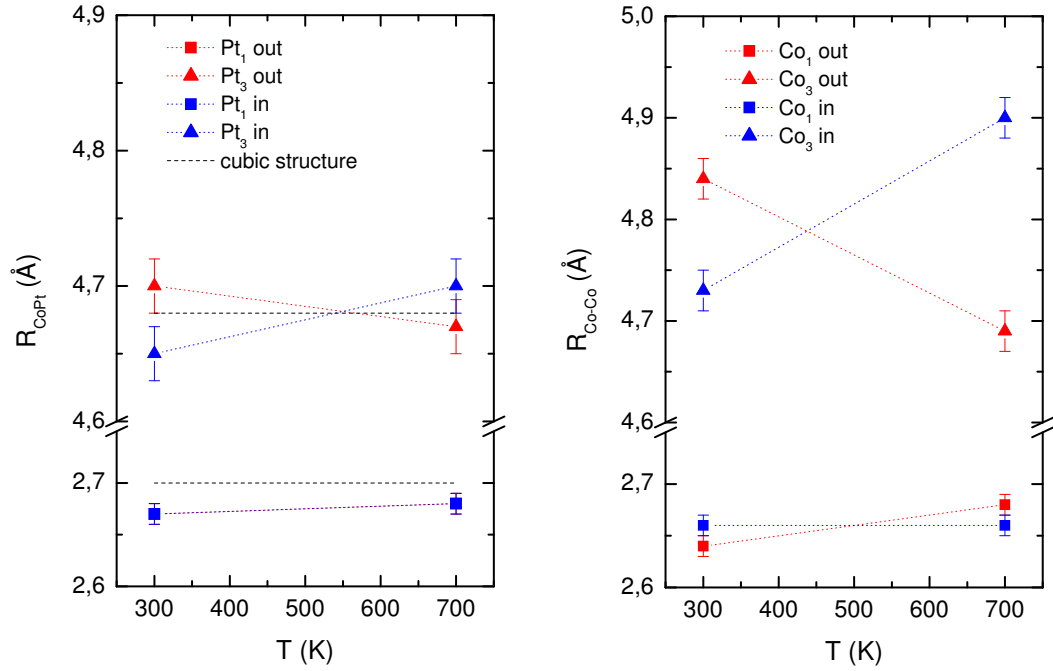 4,9
4,8
4,7
4,6
2,7
2,6
R_CoPt (Å)
Pt₁ out
Pt₃ out
Pt₁ in
Pt₃ in
cubic structure
300 400 500 600 700
T (K)
5,0
4,9
4,8
4,7
4,6
2,7
2,6
R_Co-Co (Å)
Co₁ out
Co₃ out
Co₁ in
Co₃ in
300 400 500 600 700
T (K)